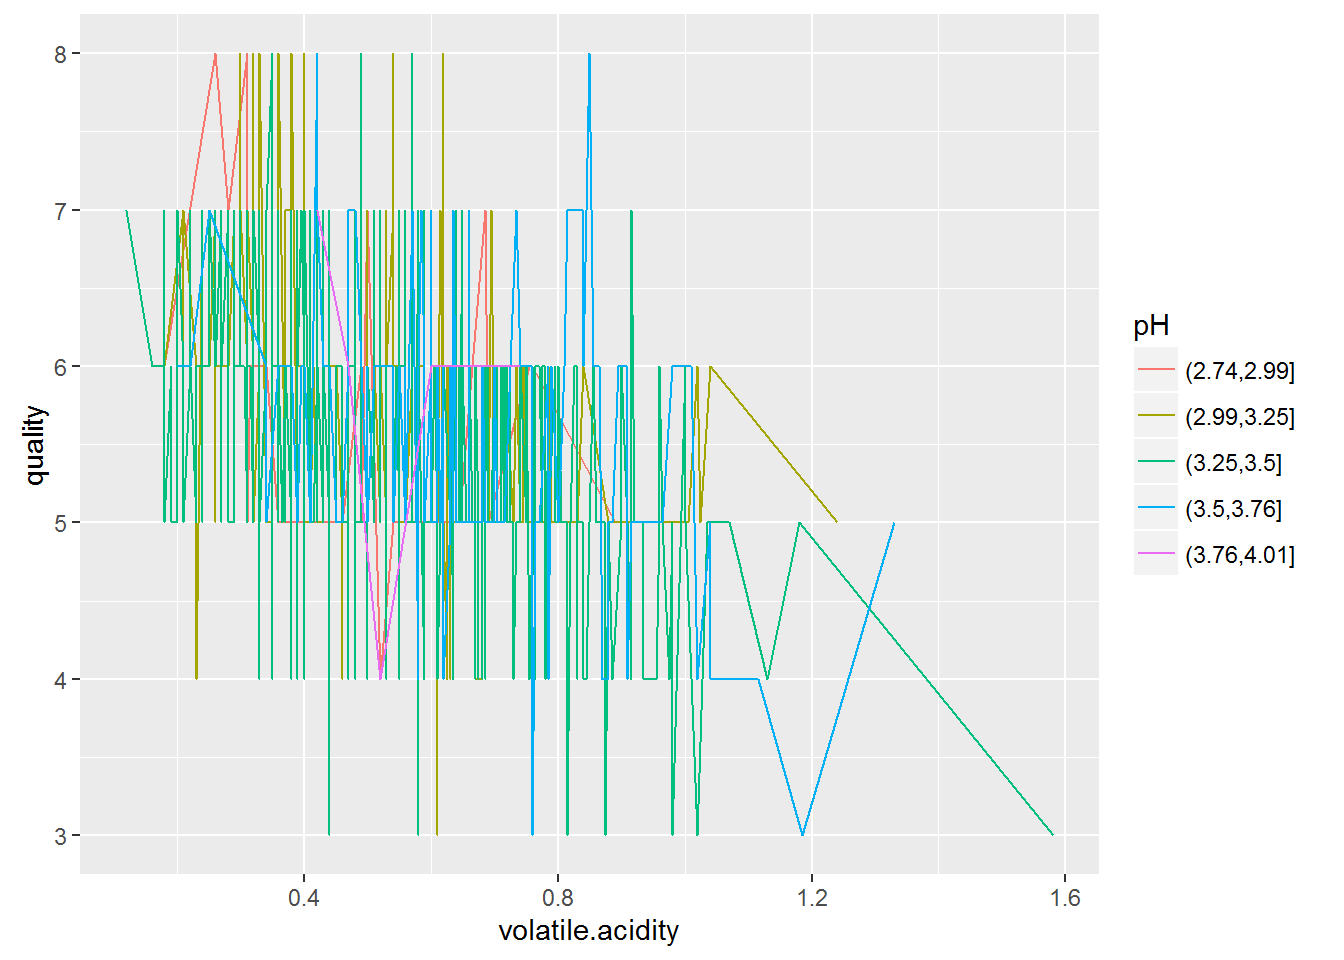 8
7
6
5
4
3
quality
0.4 0.8 1.2 1.6
volatile.acidity
pH
(2.74,2.99]
(2.99,3.25]
(3.25,3.5]
(3.5,3.76]
(3.76,4.01]